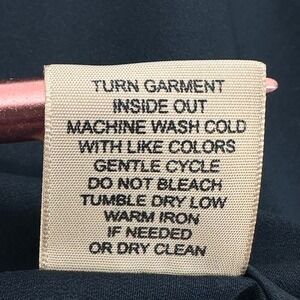 TURN GARMENT
INSIDE OUT
MACHINE WASH COLD
WITH LIKE COLORS
GENTLE CYCLE
DO NOT BLEACH
TUMBLE DRY LOW
WARM IRON
IF NEEDED
OR DRY CLEAN